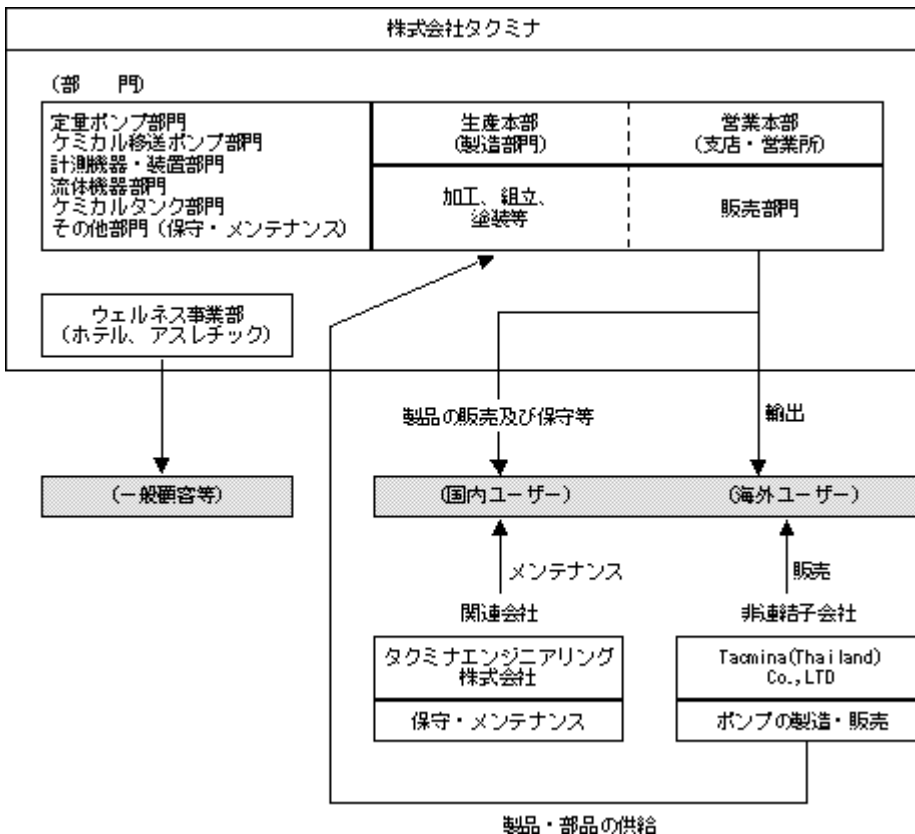 株式会社タクミナ
(部　　門)
定量ポンプ部門
ケミカル移送ポンプ部門
計測機器・装置部門
流体機器部門
ケミカルタンク部門
その他部門(保守・メンテナンス)
生産本部
(製造部門)
営業本部
(支店・営業所)
加工、組立、
塗装等
販売部門
ウェルネス事業部
(ホテル、アスレチック)
製品の販売及び保守等
輸出
(一般顧客等)
(国内ユーザー)
(海外ユーザー)
メンテナンス
販売
関連会社
非連結子会社
タクミナエンジニアリング
株式会社
Tacmina(Thailand)
Co.,LTD
保守・メンテナンス
ポンプの製造・販売
製品・部品の供給